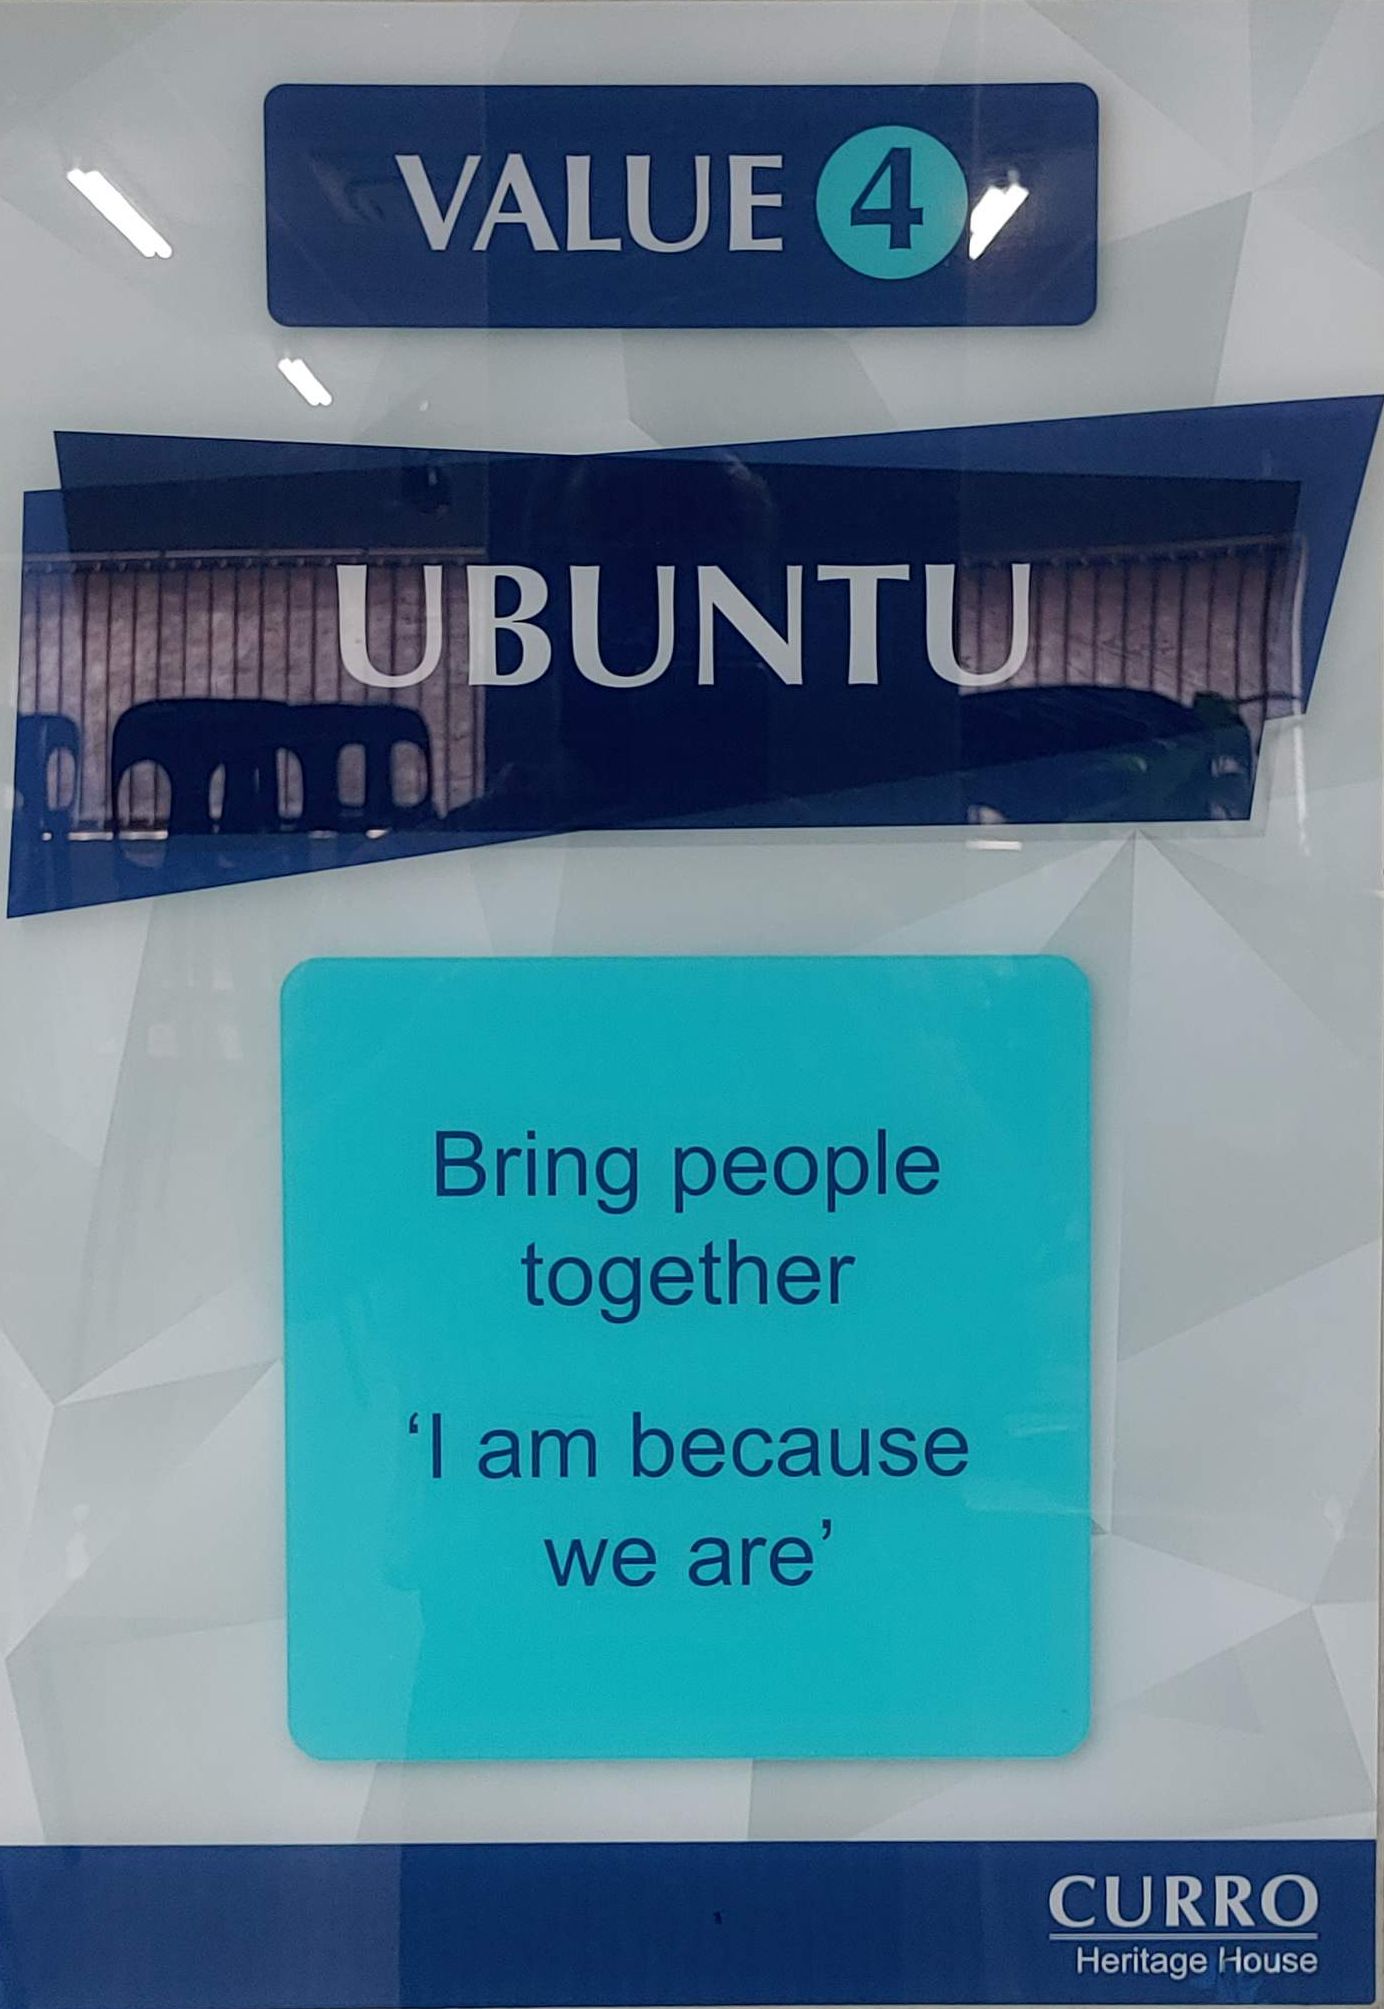 VALUE 4
UBUNTU
Bring people
together
‘I am because
we are’
CURRO
Heritage House